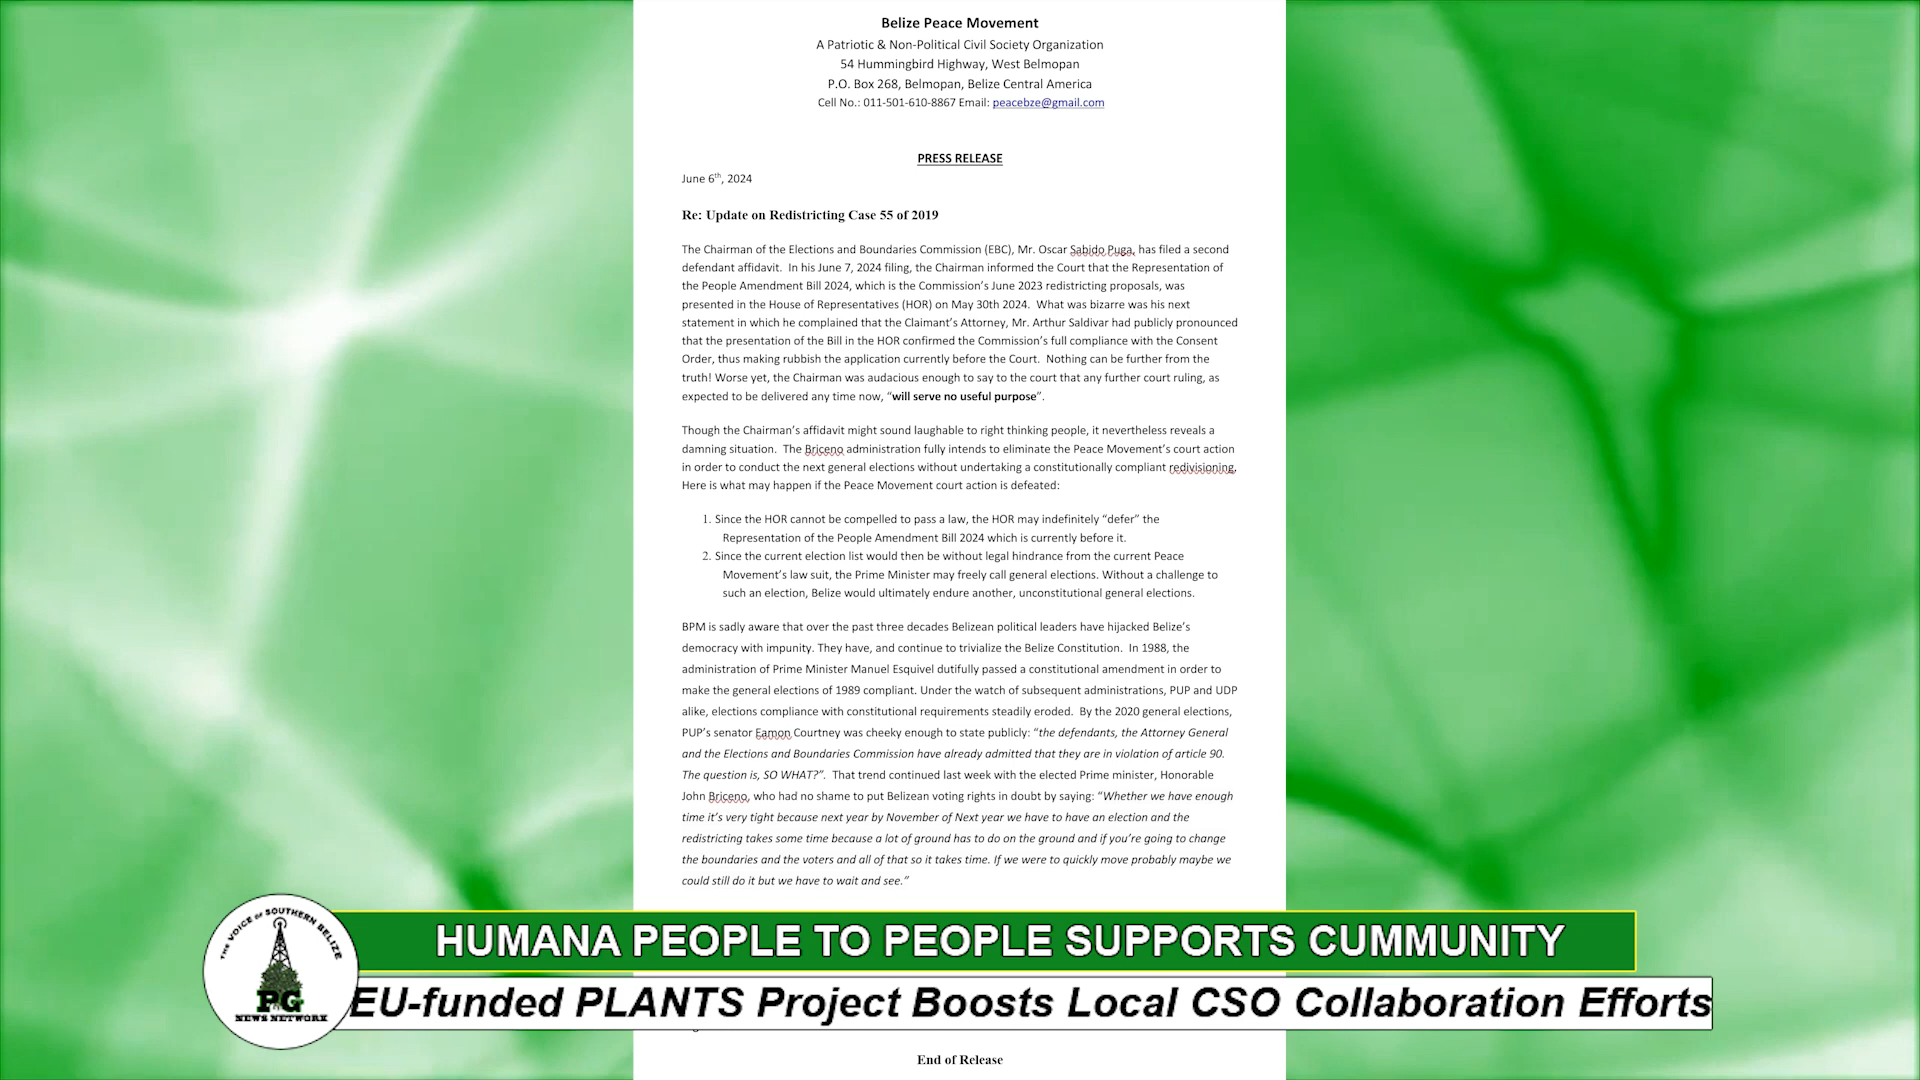 Belize Peace Movement
A Patriotic & Non-Political Civil Society Organization
54 Hummingbird Highway, West Belmopan
P.O. Box 268, Belmopan, Belize Central America
Cell No.: 011-501-610-8867 Email: peacebze@gmail.com
PRESS RELEASE
June 6th, 2024
Re: Update on Redistricting Case 55 of 2019
The Chairman of the Elections and Boundaries Commission (EBC), Mr. Oscar Sabido Puga, has filed a second
defendant affidavit. In his June 7, 2024 filing, the Chairman informed the Court that the Representation of
the People Amendment Bill 2024, which is the Commission's June 2023 redistricting proposals, was
presented in the House of Representatives (HOR) on May 30th 2024. What was bizarre was his next
statement in which he complained that the Claimant's Attorney, Mr. Arthur Saldivar had publicly pronounced
that the presentation of the Bill in the HOR confirmed the Commission's full compliance with the Consent
Order, thus making rubbish the application currently before the Court. Nothing can be further from the
truth! Worse yet, the Chairman was audacious enough to say to the court that any further court ruling, as
expected to be delivered any time now, "will serve no useful purpose".
Though the Chairman's affidavit might sound laughable to right thinking people, it nevertheless reveals a
damning situation. The Briceno administration fully intends to eliminate the Peace Movement's court action
in order to conduct the next general elections without undertaking a constitutionally compliant redivisioning.
Here is what may happen if the Peace Movement court action is defeated:
1. Since the HOR cannot be compelled to pass a law, the HOR may indefinitely "defer" the
Representation of the People Amendment Bill 2024 which is currently before it.
2. Since the current election list would then be without legal hindrance from the current Peace
Movement's law suit, the Prime Minister may freely call general elections. Without a challenge to
such an election, Belize would ultimately endure another, unconstitutional general elections.
BPM is sadly aware that over the past three decades Belizean political leaders have hijacked Belize's
democracy with impunity. They have, and continue to trivialize the Belize Constitution. In 1988, the
administration of Prime Minister Manuel Esquivel dutifully passed a constitutional amendment in order to
make the general elections of 1989 compliant. Under the watch of subsequent administrations, PUP and UDP
alike, elections compliance with constitutional requirements steadily eroded. By the 2020 general elections,
PUP's senator Eamon Courtney was cheeky enough to state publicly: "the defendants, the Attorney General
and the Elections and Boundaries Commission have already admitted that they are in violation of article 90.
The question is, SO WHAT?". That trend continued last week with the elected Prime minister, Honorable
John Briceno, who had no shame to put Belizean voting rights in doubt by saying: "Whether we have enough
time it's very tight because next year by November of Next year we have to have an election and the
redistricting takes some time because a lot of ground has to do on the ground and if you're going to change
the boundaries and the voters and all of that so it takes time. If we were to quickly move probably maybe we
could still do it but we have to wait and see."
THE VOICE OF SOUTHERN BELIZE
PG
NEWS NETWORK
HUMANA PEOPLE TO PEOPLE SUPPORTS CUMMUNITY
EU-funded PLANTS Project Boosts Local CSO Collaboration Efforts
End of Release